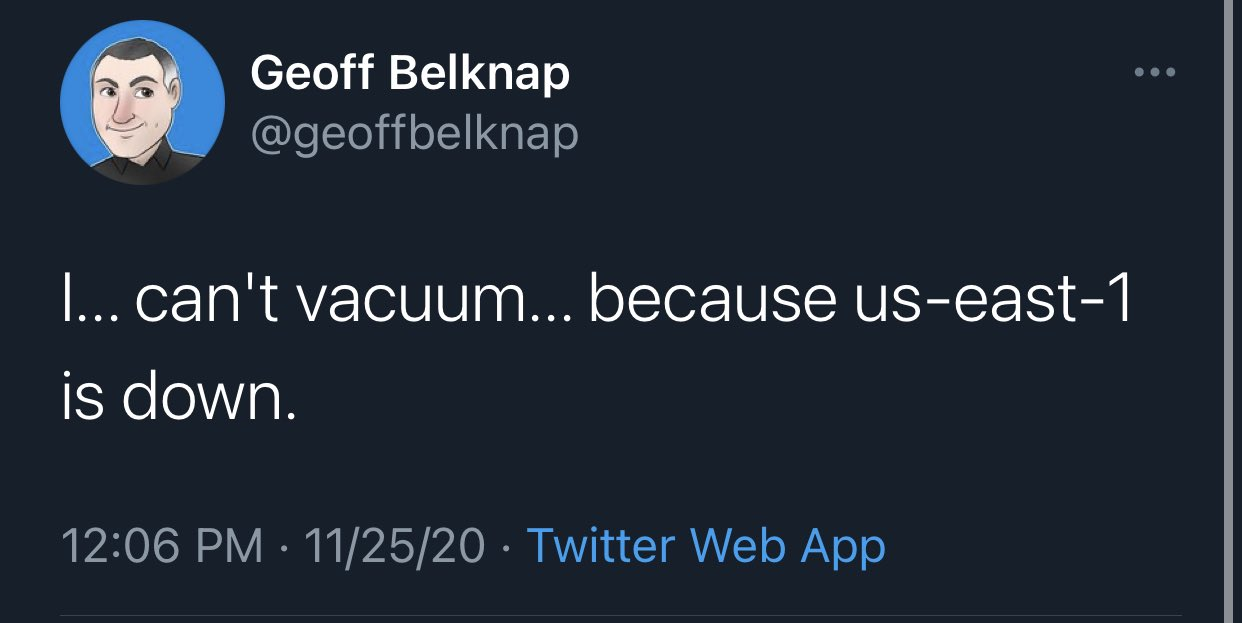 Geoff Belknap
@geoffbelknap
I... can't vacuum... because us-east-1
is down.
12:06 PM · 11/25/20 · Twitter Web App